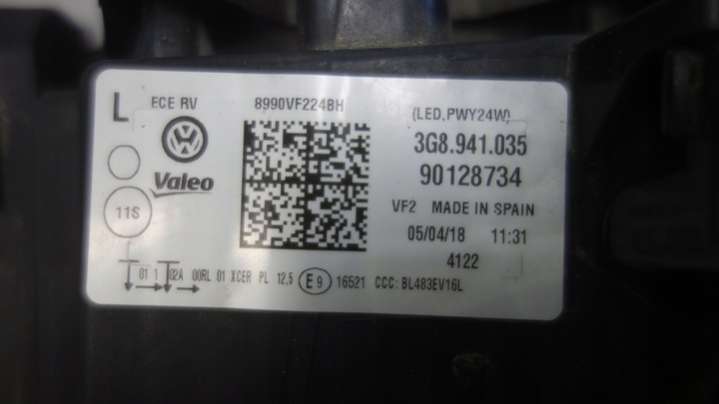 L ECE RV 8990VF224BH (LED,PWY24W)
3G8.941.035
Valeo 90128734
11S VF2 MADE IN SPAIN
05/04/18 11:31
4122
01 1 02A 00RL 01 XCER PL 12,5 E9 16521 CCC: BL483EV16L